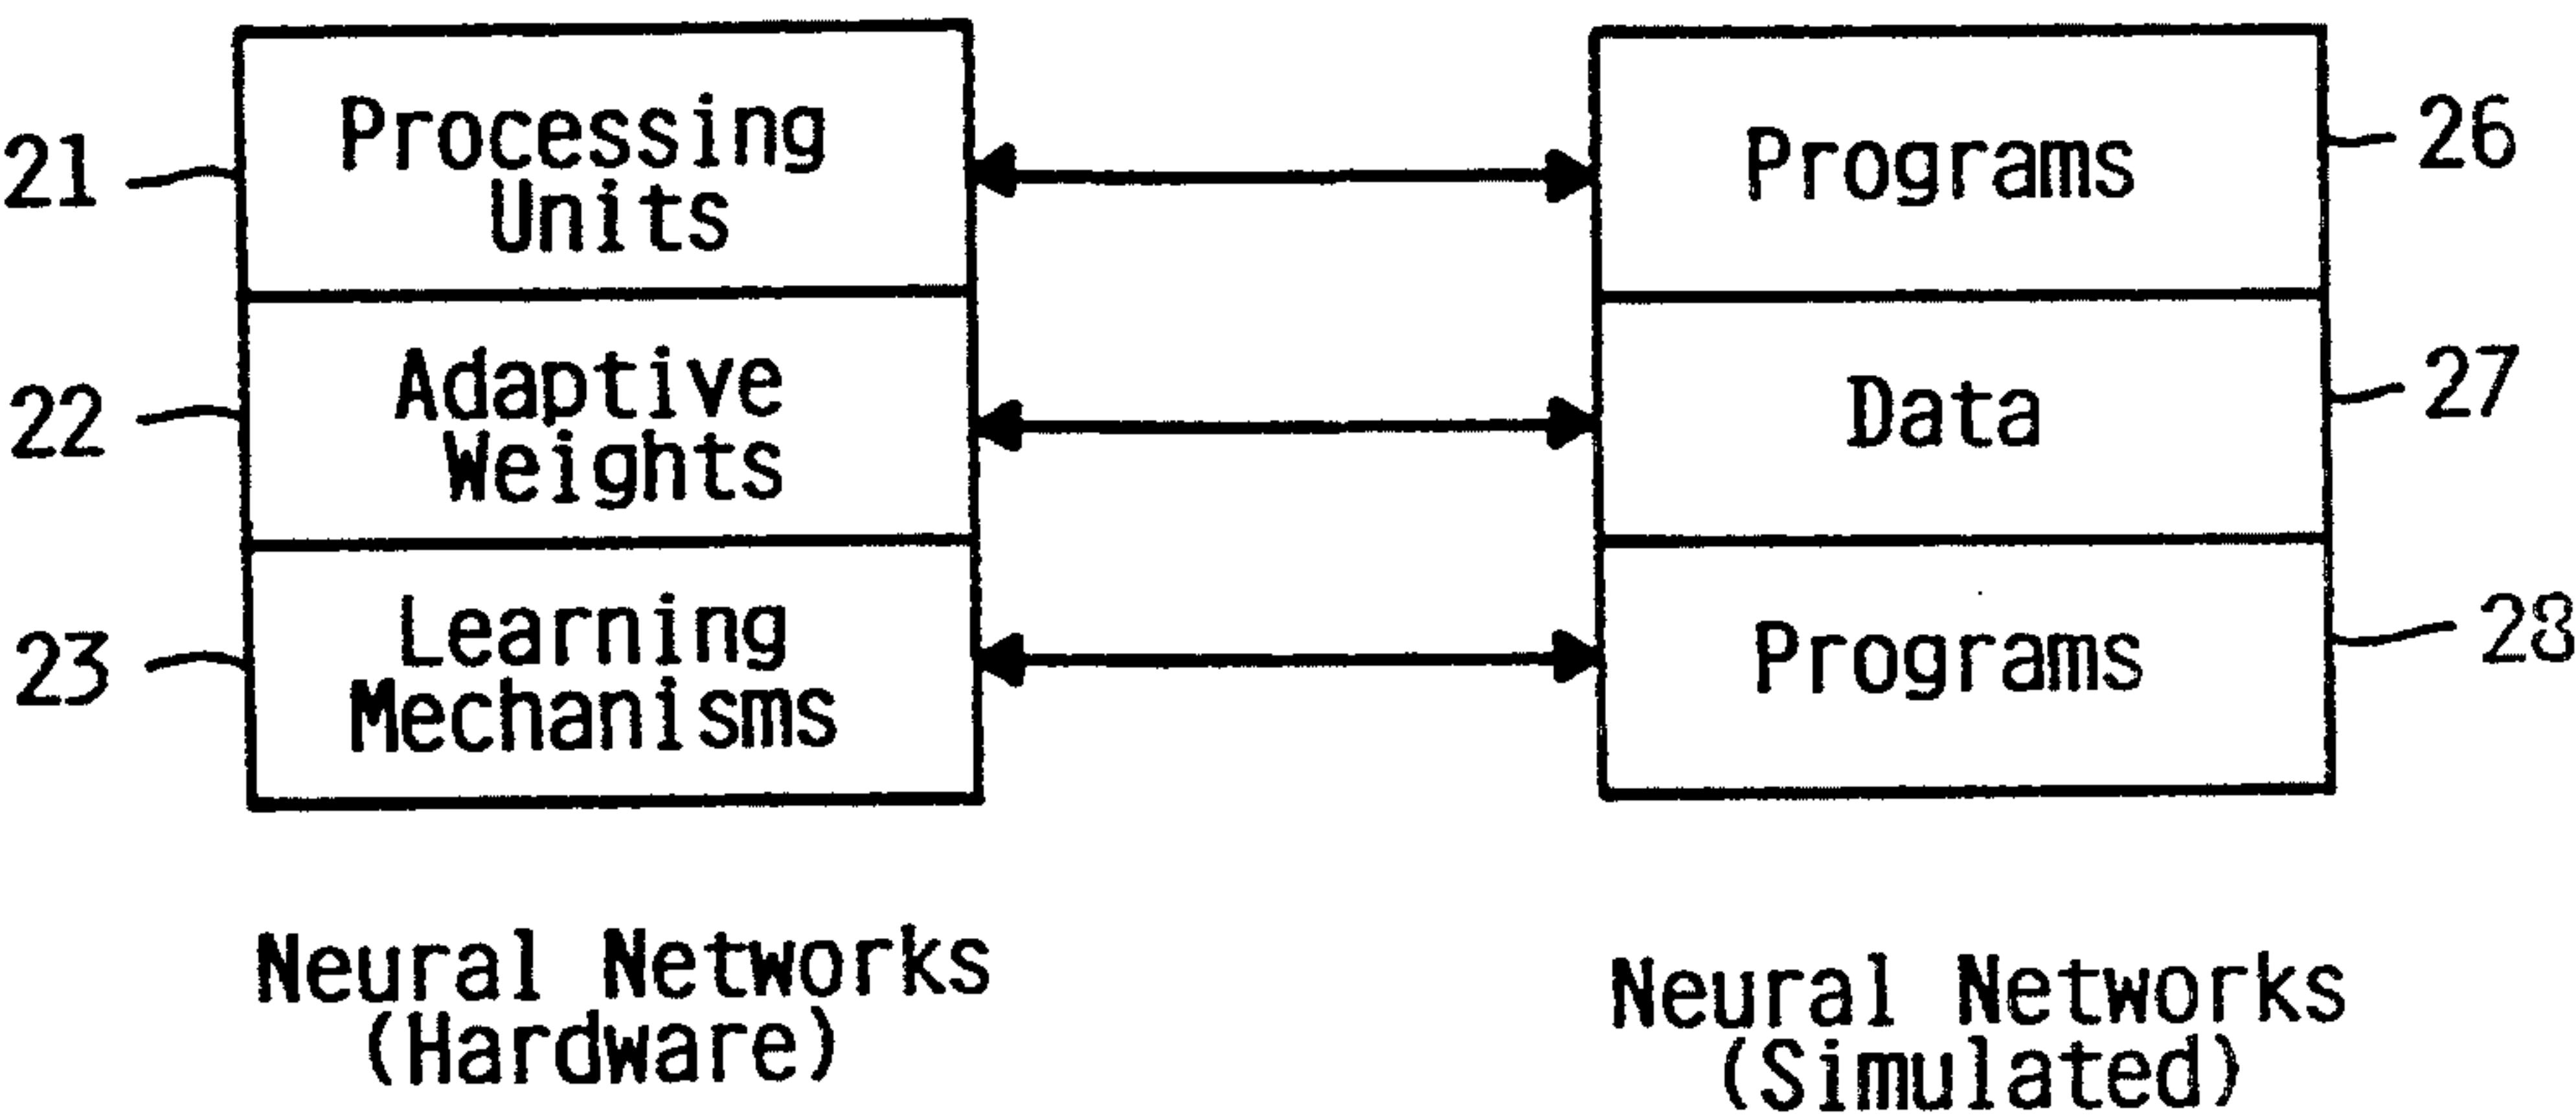 21
Processing
Units
22
Adaptive
Weights
23
Learning
Mechanisms
Neural Networks
(Hardware)
Programs
26
Data
27
Programs
28
Neural Networks
(Simulated)